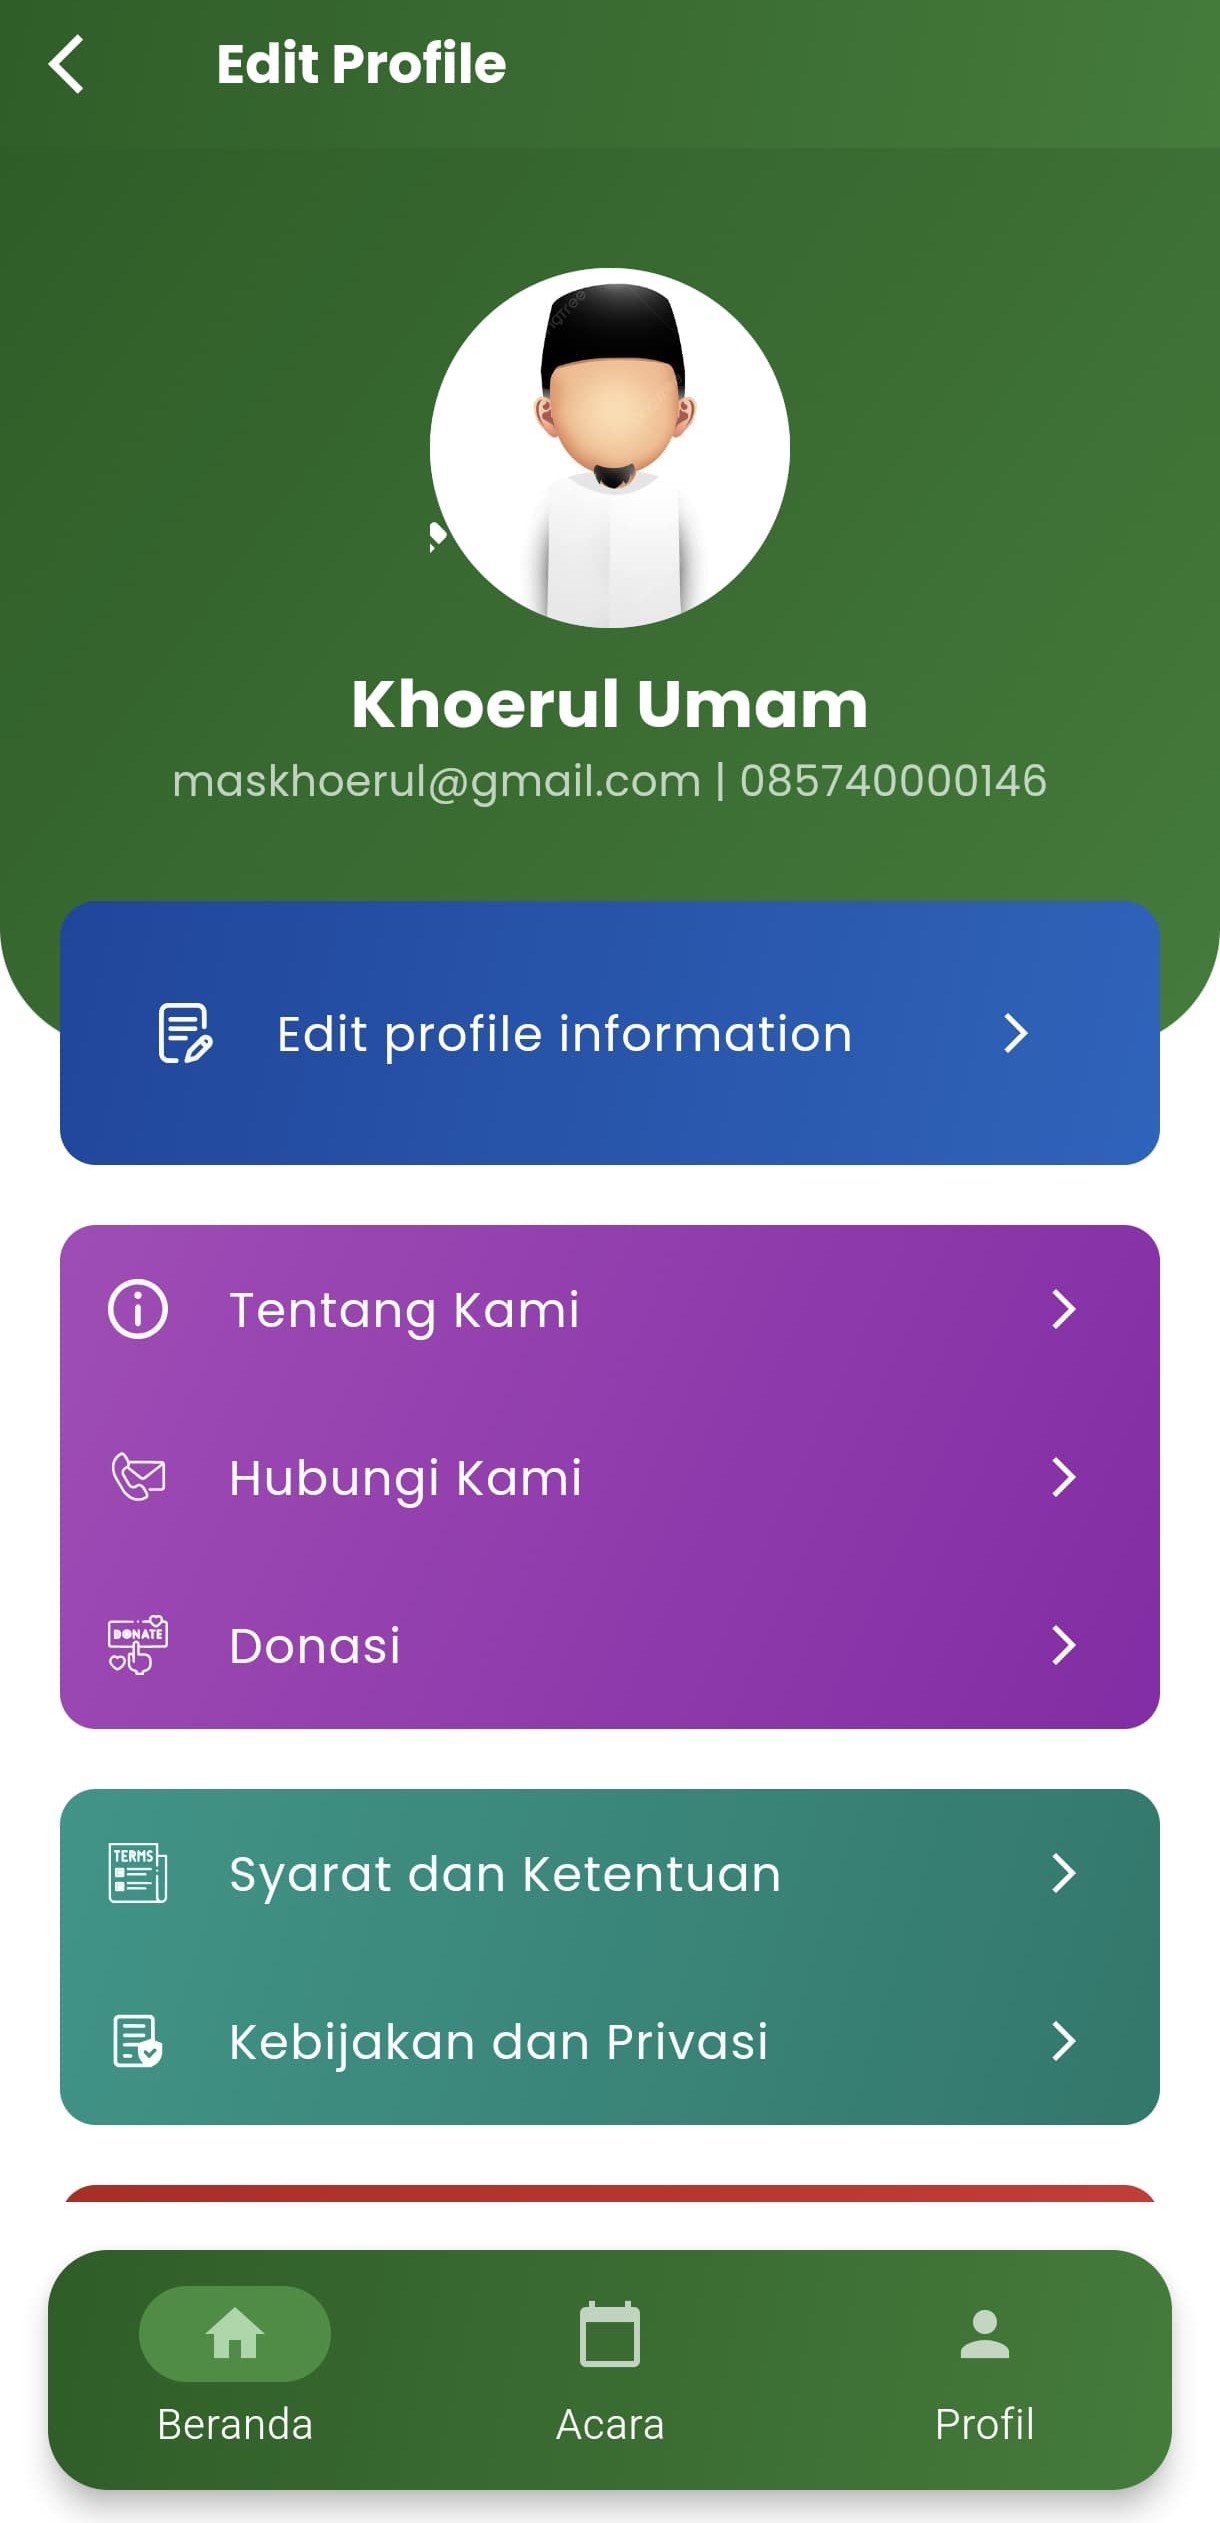 Edit Profile
Khoerul Umam
maskhoerul@gmail.com | 085740000146
Edit profile information
Tentang Kami
Hubungi Kami
DONATE
Donasi
TERMS
Syarat dan Ketentuan
Kebijakan dan Privasi
Beranda
Acara
Profil